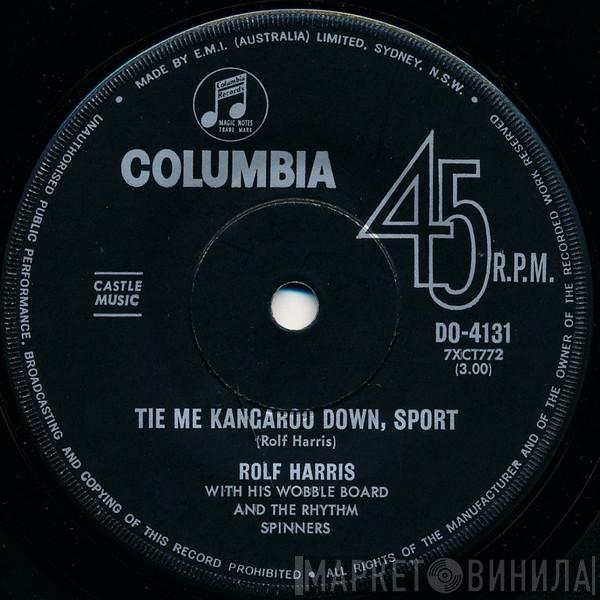 MADE BY E.M.I. (AUSTRALIA) LIMITED, SYDNEY, N.S.W.
Columbia
Records
MAGIC NOTES
TRADE MARK
COLUMBIA
45
R.P.M.
CASTLE
MUSIC
DO-4131
7XCT772
(3.00)
TIE ME KANGAROO DOWN, SPORT
(Rolf Harris)
ROLF HARRIS
WITH HIS WOBBLE BOARD
AND THE RHYTHM
SPINNERS
UNAUTHORISED PUBLIC PERFORMANCE. BROADCASTING AND COPYING OF THIS RECORD PROHIBITED • ALL RIGHTS OF THE MANUFACTURER AND OF THE OWNER OF THE RECORDED WORK RESERVED
МАРКЕТ ВИНИЛА